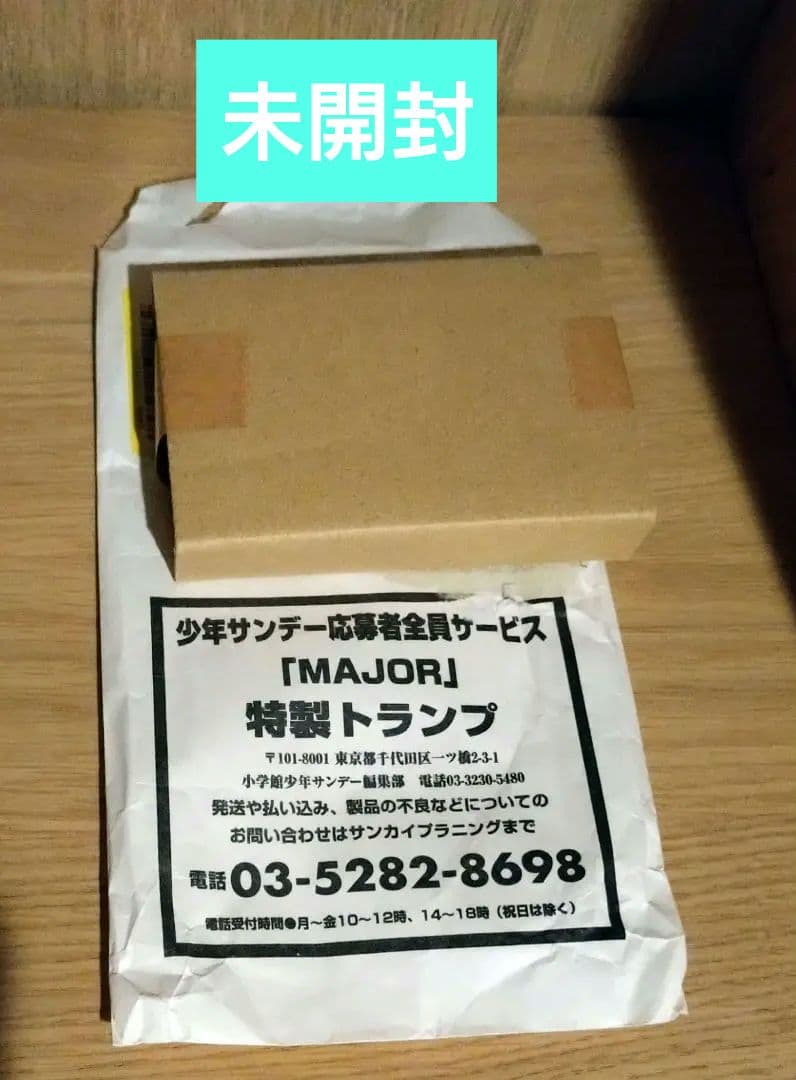 未開封
少年サンデー応募者全員サービス
「MAJOR」
特製トランプ
〒101-8001 東京都千代田区一ツ橋2-3-1
小学館少年サンデー編集部　電話03-3230-5480
発送や払い込み、製品の不良などについての
お問い合わせはサンカイプラニングまで
電話03-5282-8698
電話受付時間●月〜金10〜12時、14〜18時（祝日は除く）